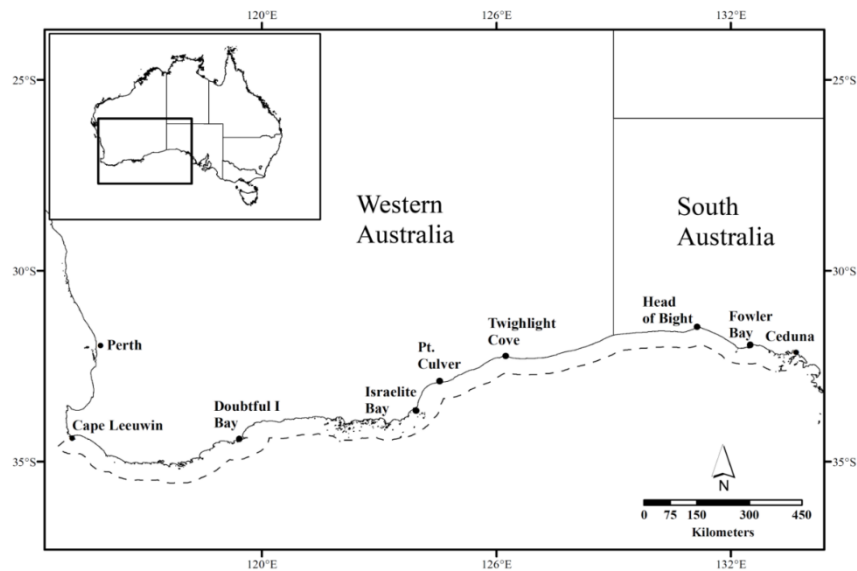 120°E
126°E
132°E
25°S
25°S
Western
Australia
South
Australia
30°S
30°S
Head
of Bight
Fowler
Bay
Ceduna
Twighlight
Cove
Perth
Pt.
Culver
Israelite
Bay
Doubtful I
Bay
Cape Leeuwin
35°S
35°S
N
0 75 150 300 450
Kilometers
120°E
126°E
132°E